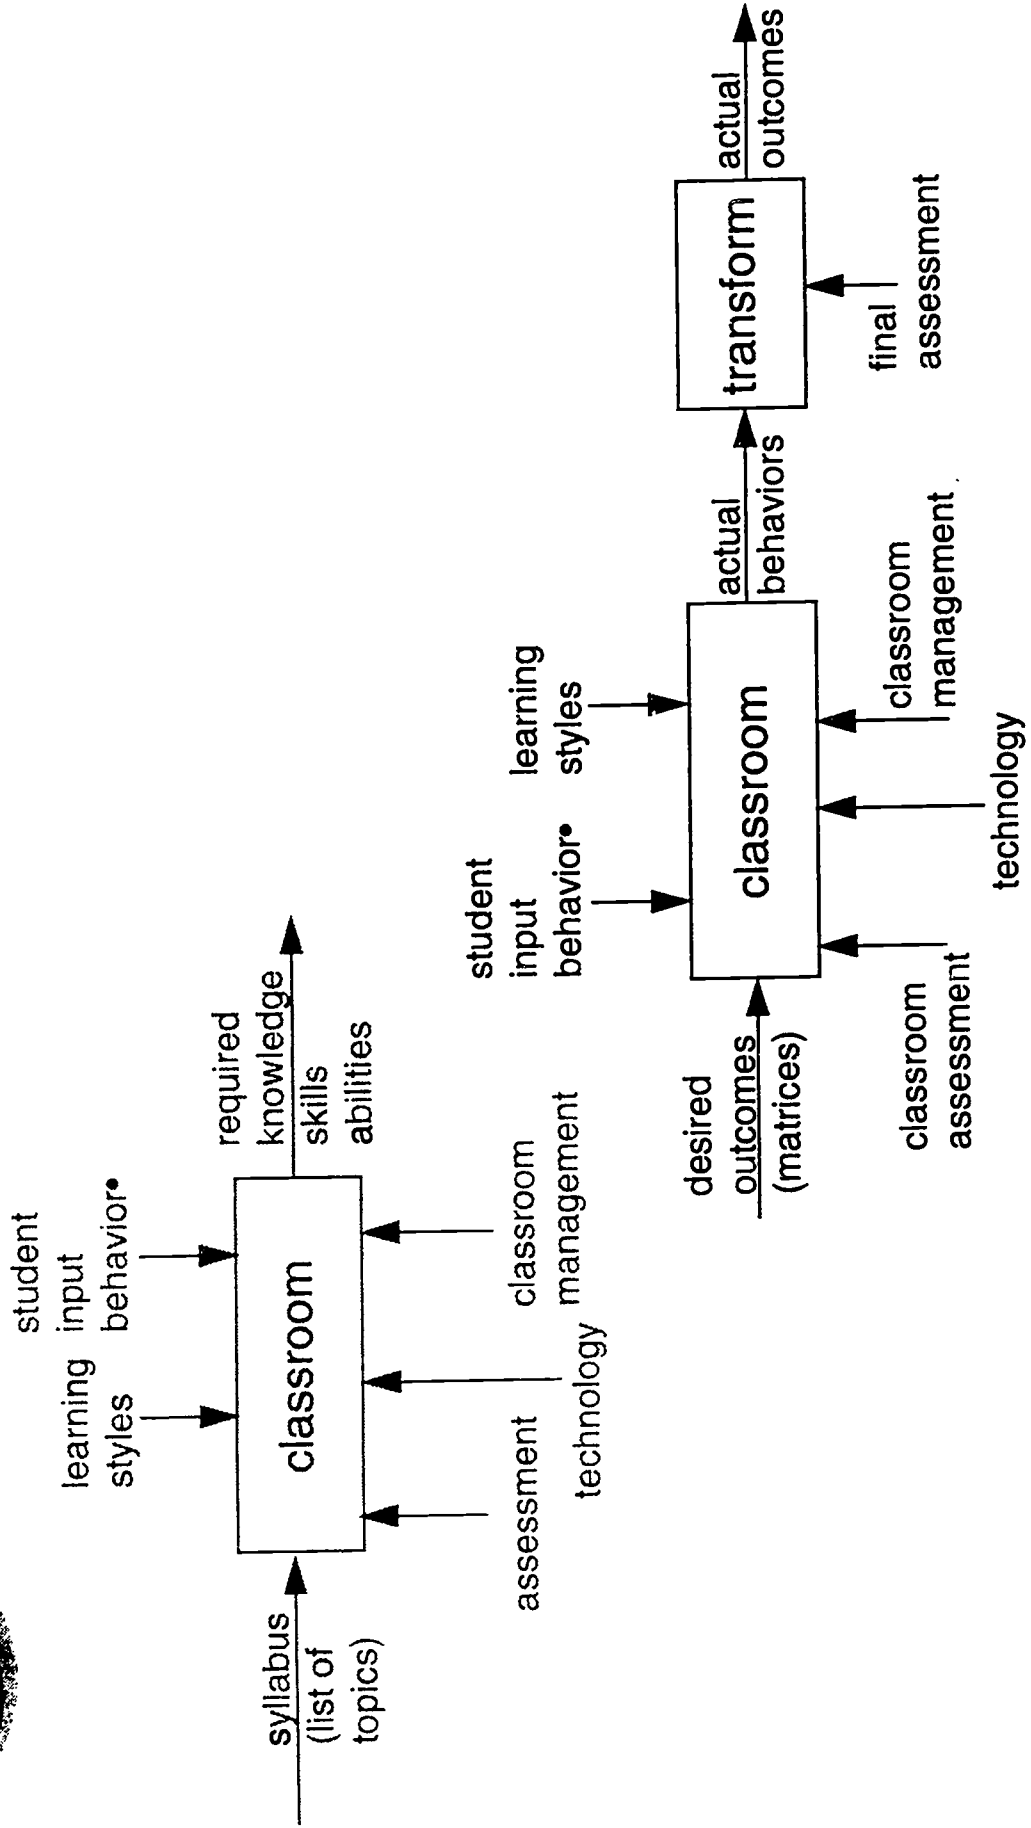 student
input
behavior•
learning
styles
required
knowledge
skills
abilities
classroom
syllabus
(list of
topics)
assessment
technology
classroom
management
student
input
behavior•
learning
styles
desired
outcomes
(matrices)
classroom
actual
behaviors
transform
actual
outcomes
classroom
assessment
technology
classroom
management
final
assessment